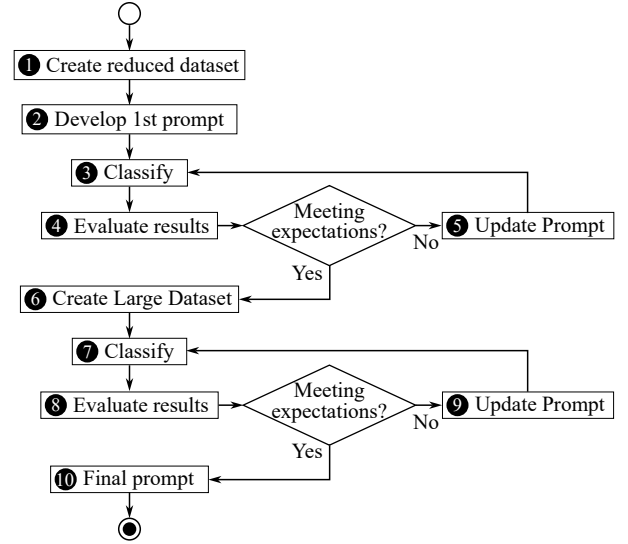 1 Create reduced dataset
2 Develop 1st prompt
3 Classify
4 Evaluate results
Meeting
expectations?
No
5 Update Prompt
Yes
6 Create Large Dataset
7 Classify
8 Evaluate results
Meeting
expectations?
No
9 Update Prompt
Yes
10 Final prompt